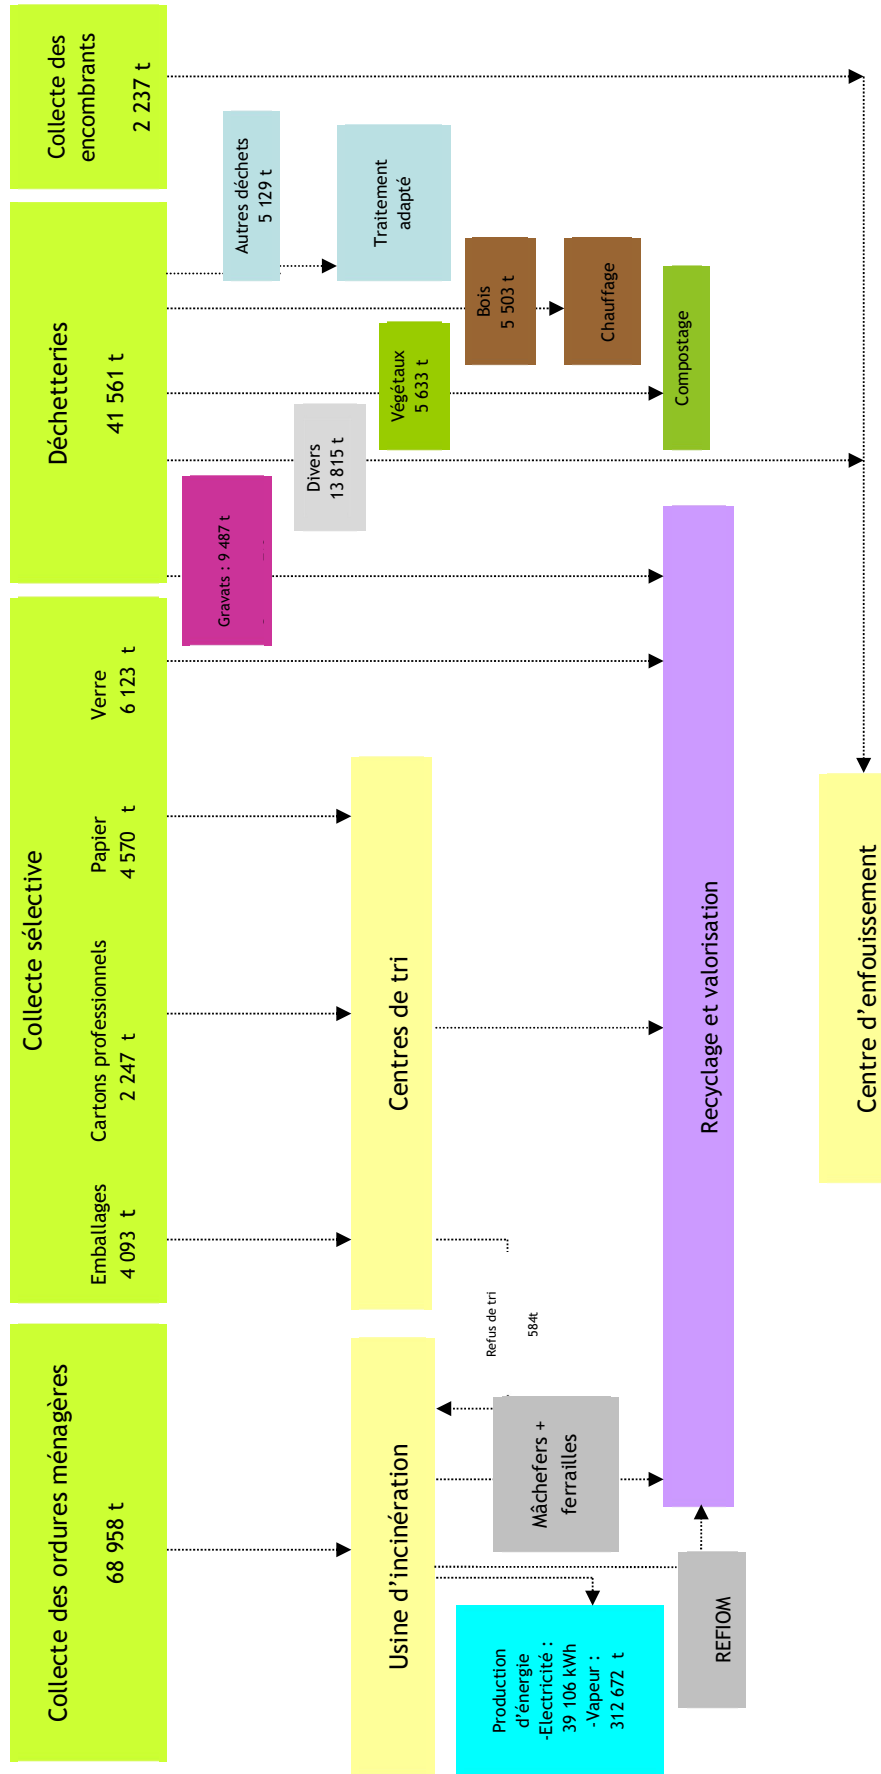 Collecte des ordures ménagères
68 958 t
Collecte sélective
Emballages
4 093 t
Cartons professionnels
2 247 t
Papier
4 570 t
Verre
6 123 t
Déchetteries
41 561 t
Collecte des
encombrants
2 237 t
Gravats : 9 487 t
Divers
13 815 t
Végétaux
5 633 t
Bois
5 503 t
Autres déchets
5 129 t
Traitement
adapté
Chauffage
Compostage
Usine d'incinération
Centres de tri
Refus de tri
584t
Mâchefers +
ferrailles
Production
d'énergie
-Electricité :
39 106 kWh
-Vapeur :
312 672 t
REFIOM
Recyclage et valorisation
Centre d'enfouissement